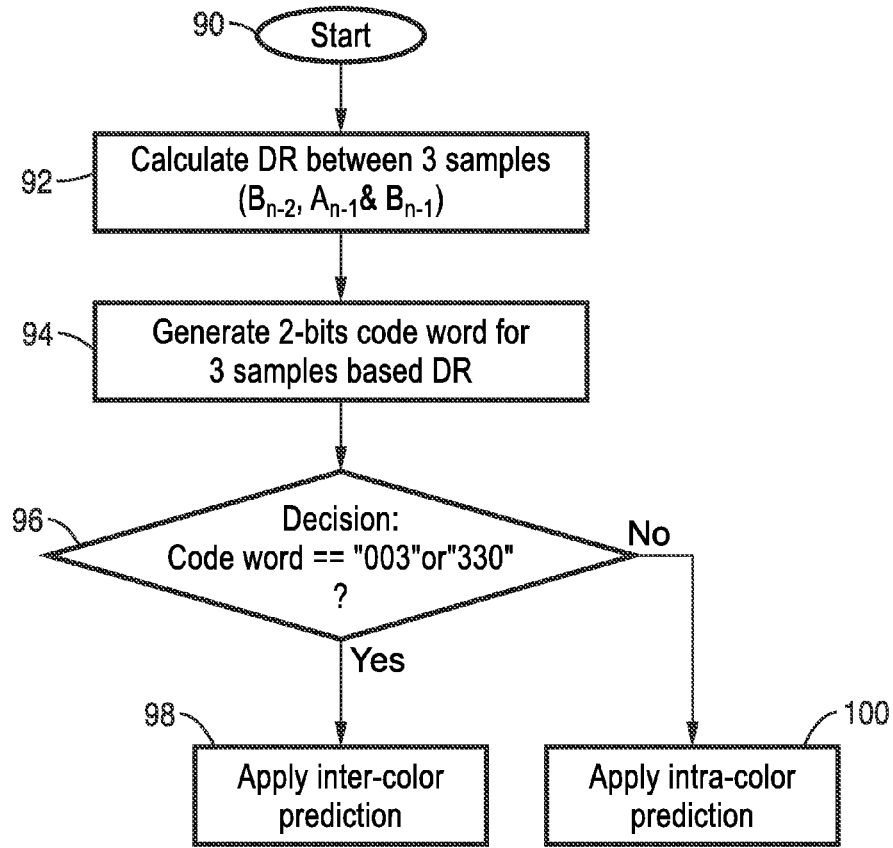 90
Start
92
Calculate DR between 3 samples
(Bn-2, An-1& Bn-1)
94
Generate 2-bits code word for
3 samples based DR
96
Decision:
Code word == "003"or"330"
?
No
Yes
98
Apply inter-color
prediction
100
Apply intra-color
prediction